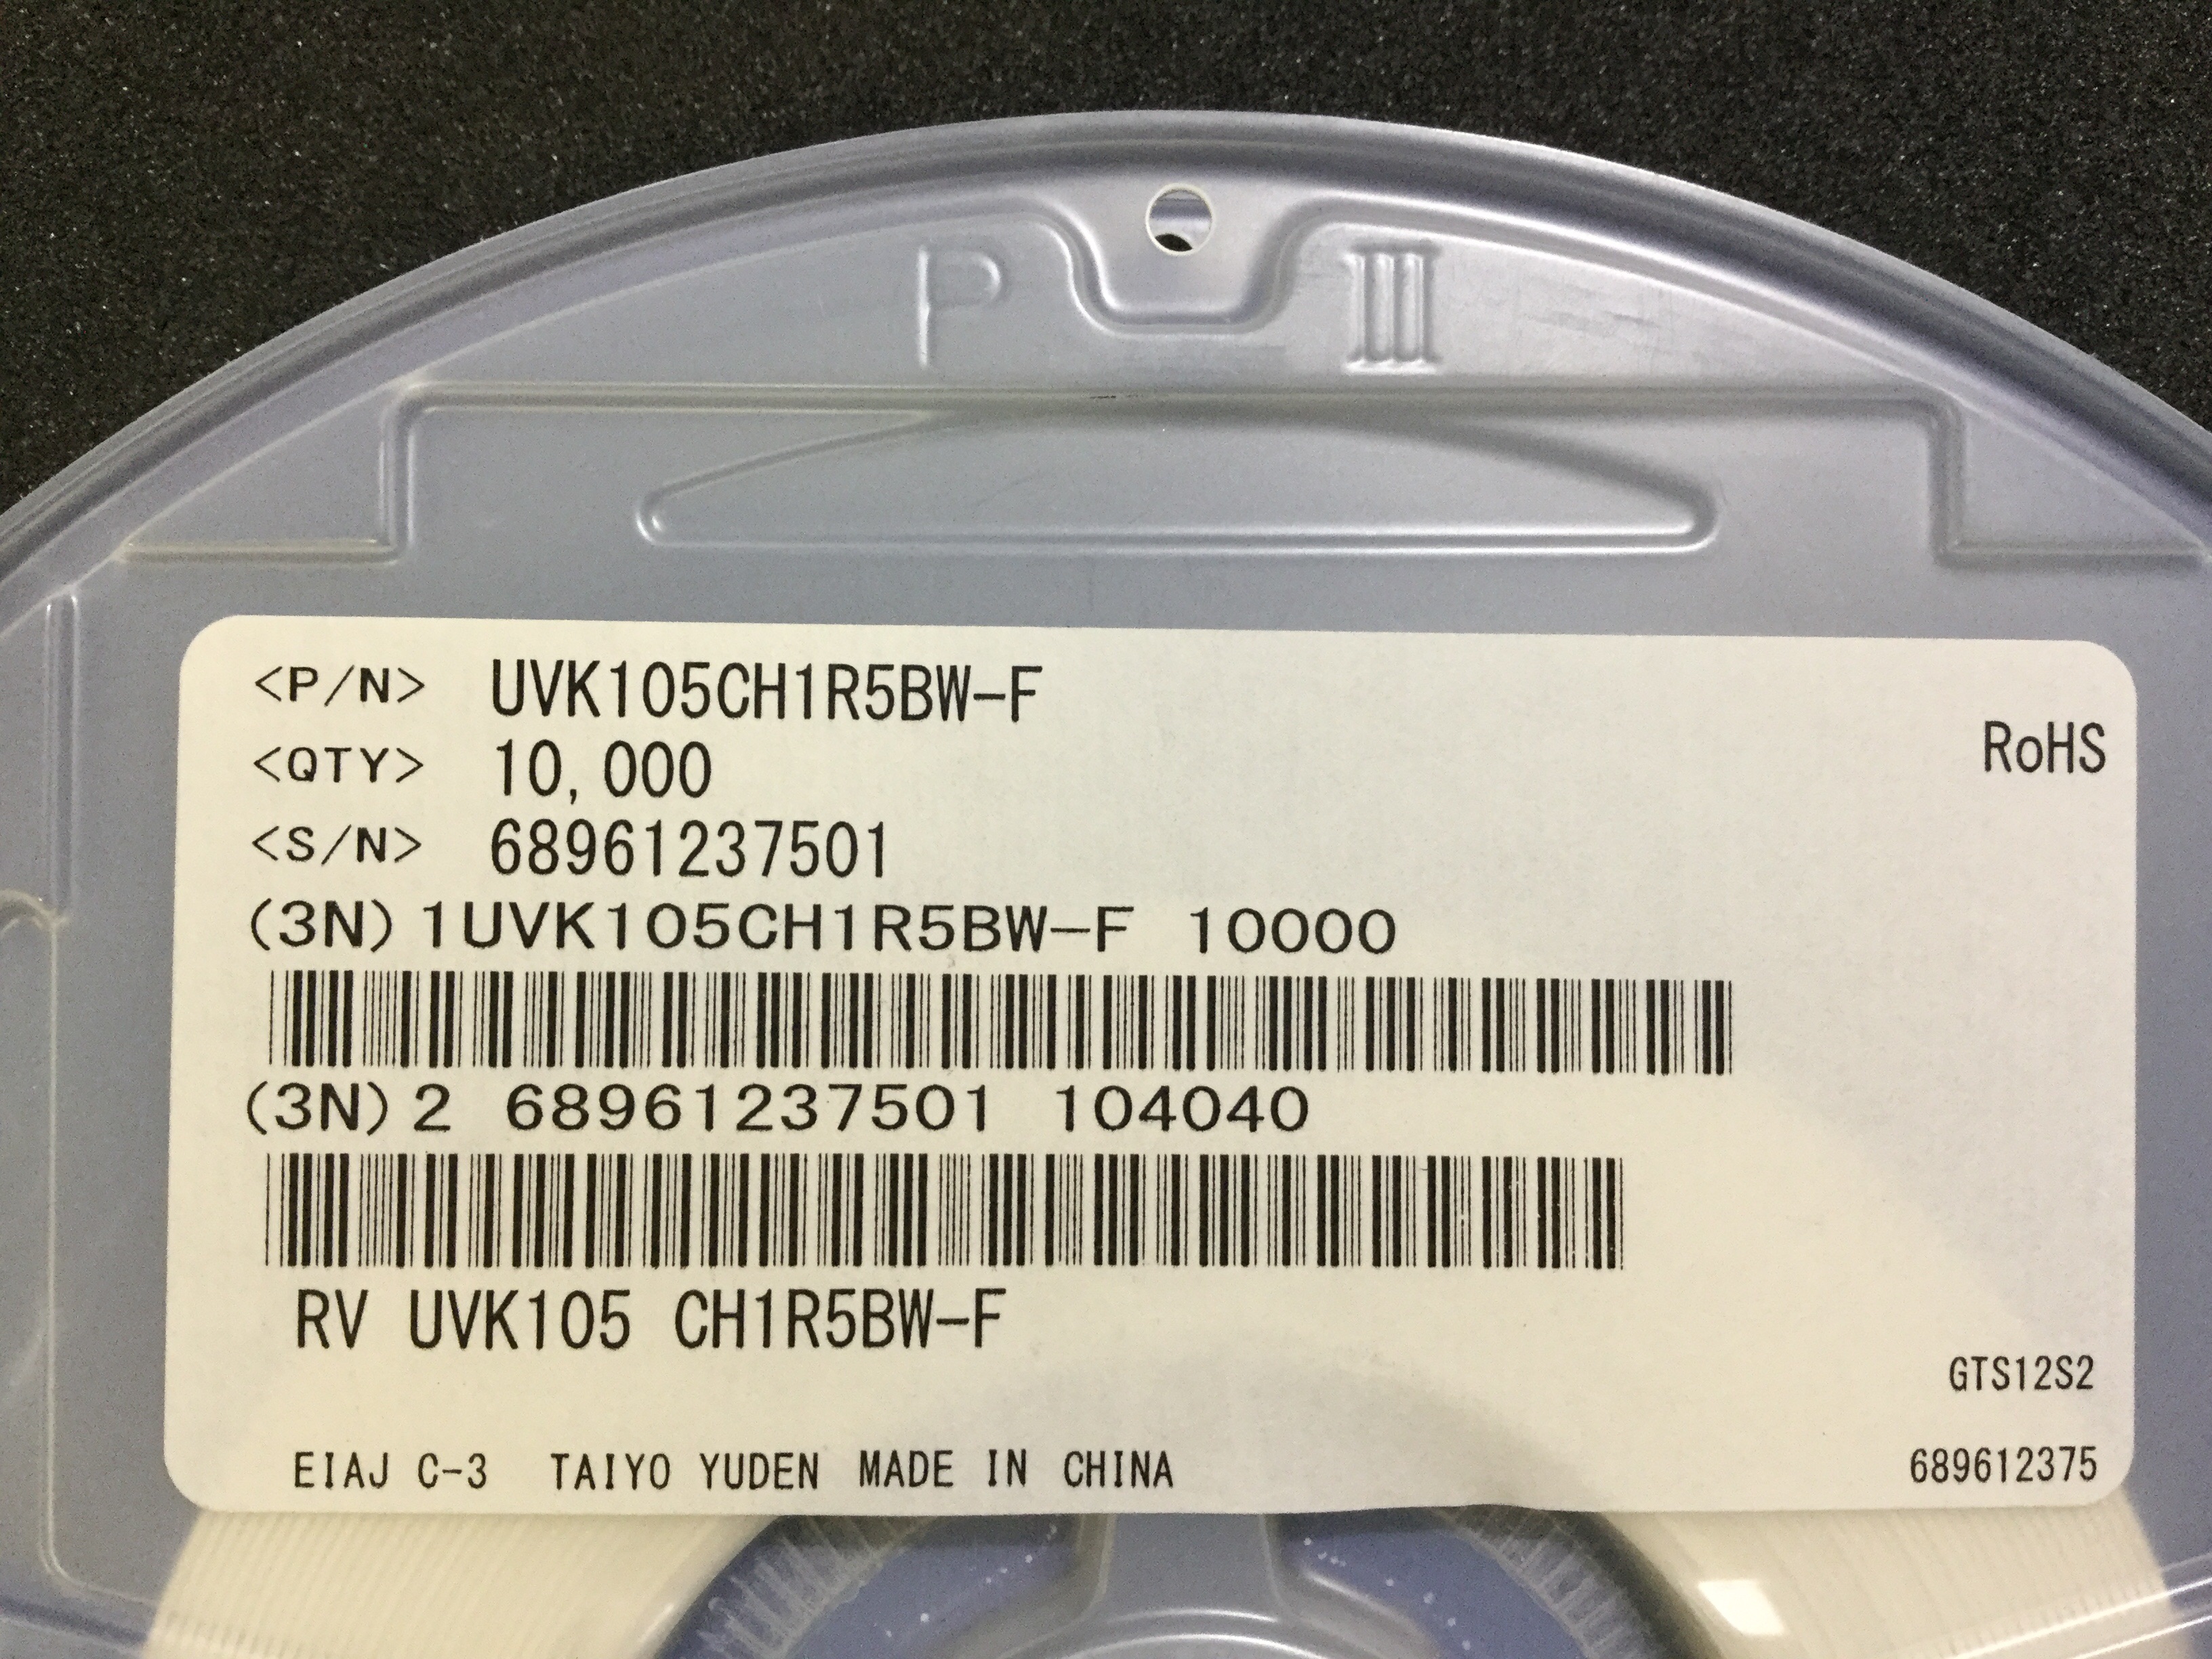 P III
<P/N> UVK105CH1R5BW-F
RoHS
<QTY> 10,000
<S/N> 68961237501
(3N)1UVK105CH1R5BW-F 10000
(3N)2 68961237501 104040
RV UVK105 CH1R5BW-F
GTS12S2
EIAJ C-3 TAIYO YUDEN MADE IN CHINA
689612375